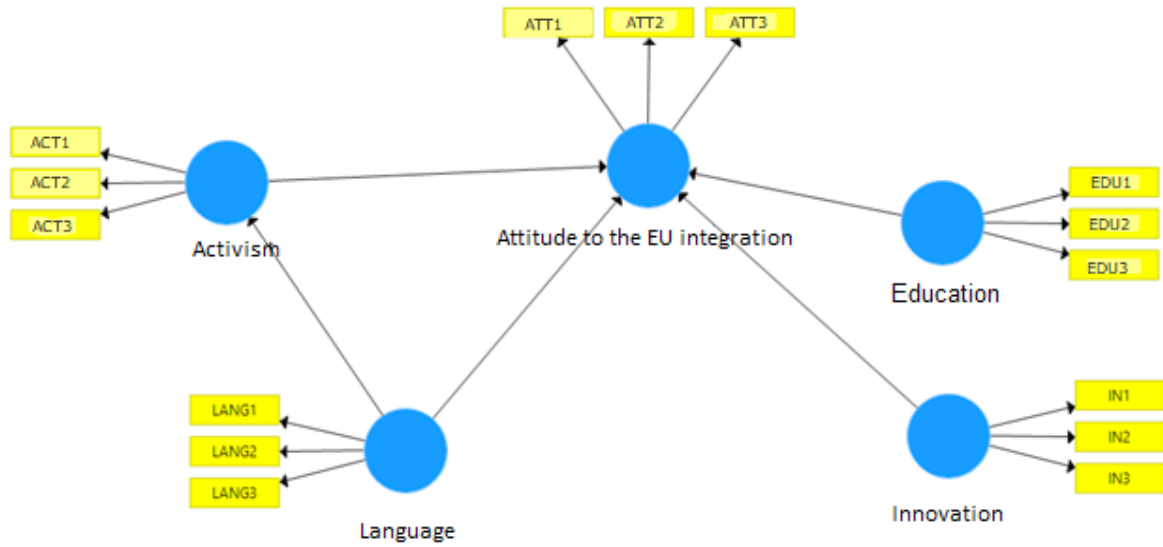 ATT1
ATT2
ATT3
ACT1
ACT2
ACT3
Activism
Attitude to the EU integration
EDU1
EDU2
EDU3
Education
LANG1
LANG2
LANG3
Language
IN1
IN2
IN3
Innovation